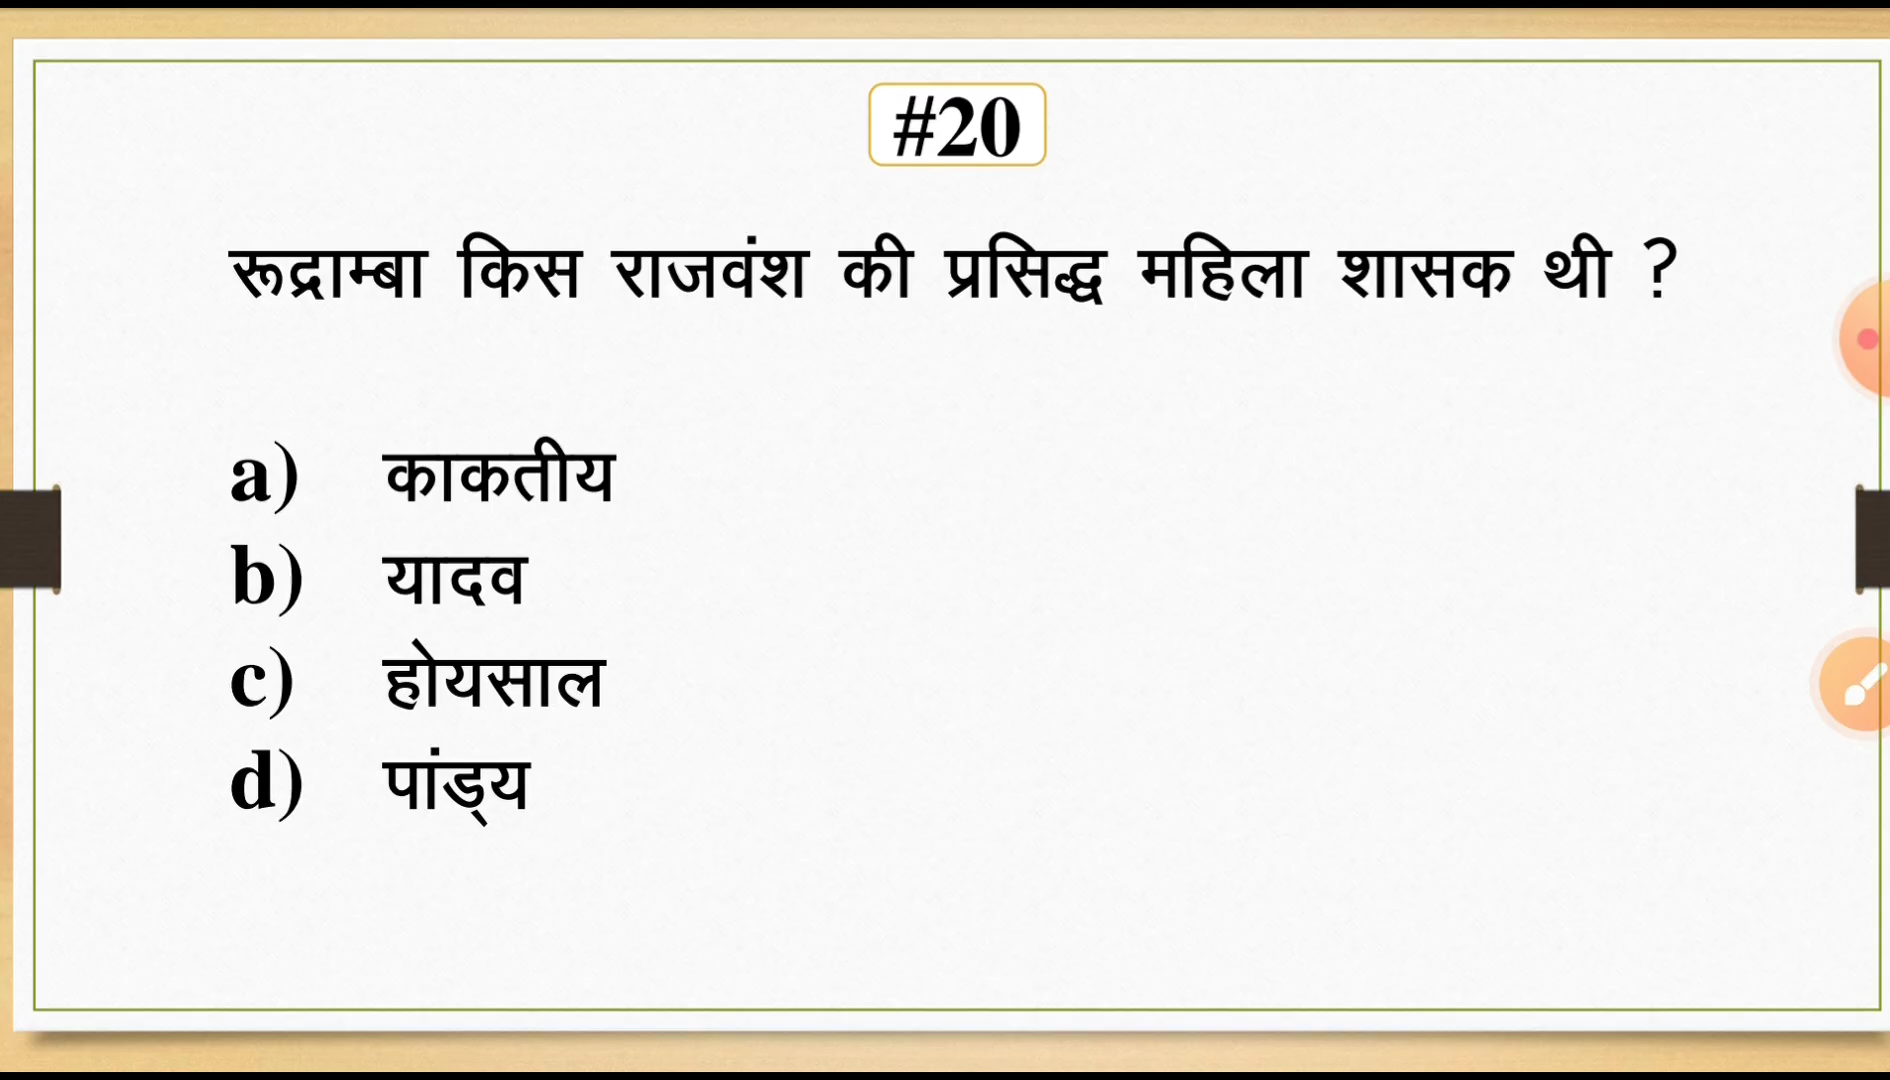 #20
रूद्राम्बा किस राजवंश की प्रसिद्ध महिला शासक थी ?
a) काकतीय
b) यादव
c) होयसाल
d) पांड्य